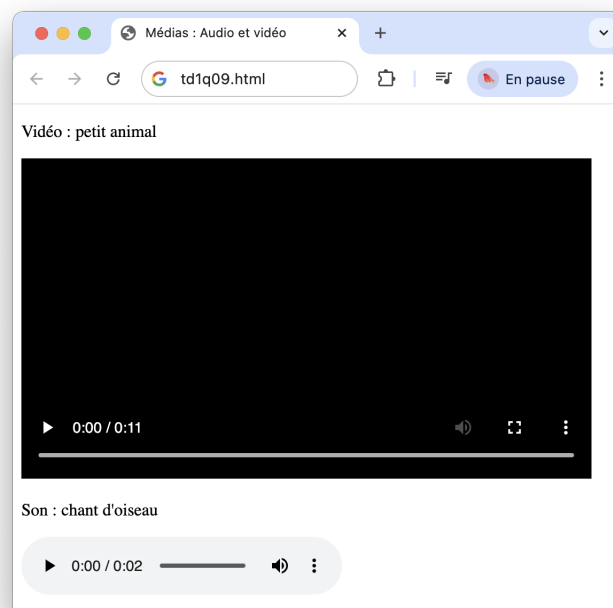 Médias : Audio et vidéo
td1q09.html
En pause
Vidéo : petit animal
0:00 / 0:11
Son : chant d'oiseau
0:00 / 0:02